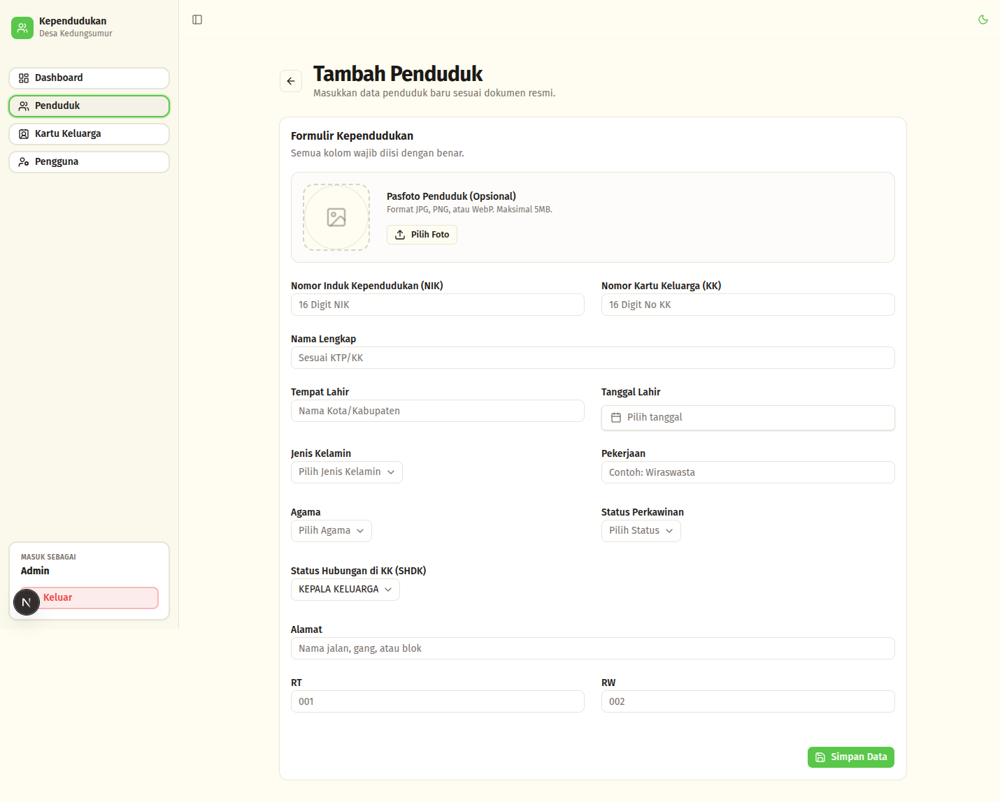 Kependudukan
Desa Kedungsumur
Dashboard
Penduduk
Kartu Keluarga
Pengguna
MASUK SEBAGAI
Admin
Keluar
N
Tambah Penduduk
Masukkan data penduduk baru sesuai dokumen resmi.
Formulir Kependudukan
Semua kolom wajib diisi dengan benar.
Pasfoto Penduduk (Opsional)
Format JPG, PNG, atau WebP. Maksimal 5MB.
Pilih Foto
Nomor Induk Kependudukan (NIK)
16 Digit NIK
Nomor Kartu Keluarga (KK)
16 Digit No KK
Nama Lengkap
Sesuai KTP/KK
Tempat Lahir
Nama Kota/Kabupaten
Tanggal Lahir
Pilih tanggal
Jenis Kelamin
Pilih Jenis Kelamin
Pekerjaan
Contoh: Wiraswasta
Agama
Pilih Agama
Status Perkawinan
Pilih Status
Status Hubungan di KK (SHDK)
KEPALA KELUARGA
Alamat
Nama jalan, gang, atau blok
RT
001
RW
002
Simpan Data